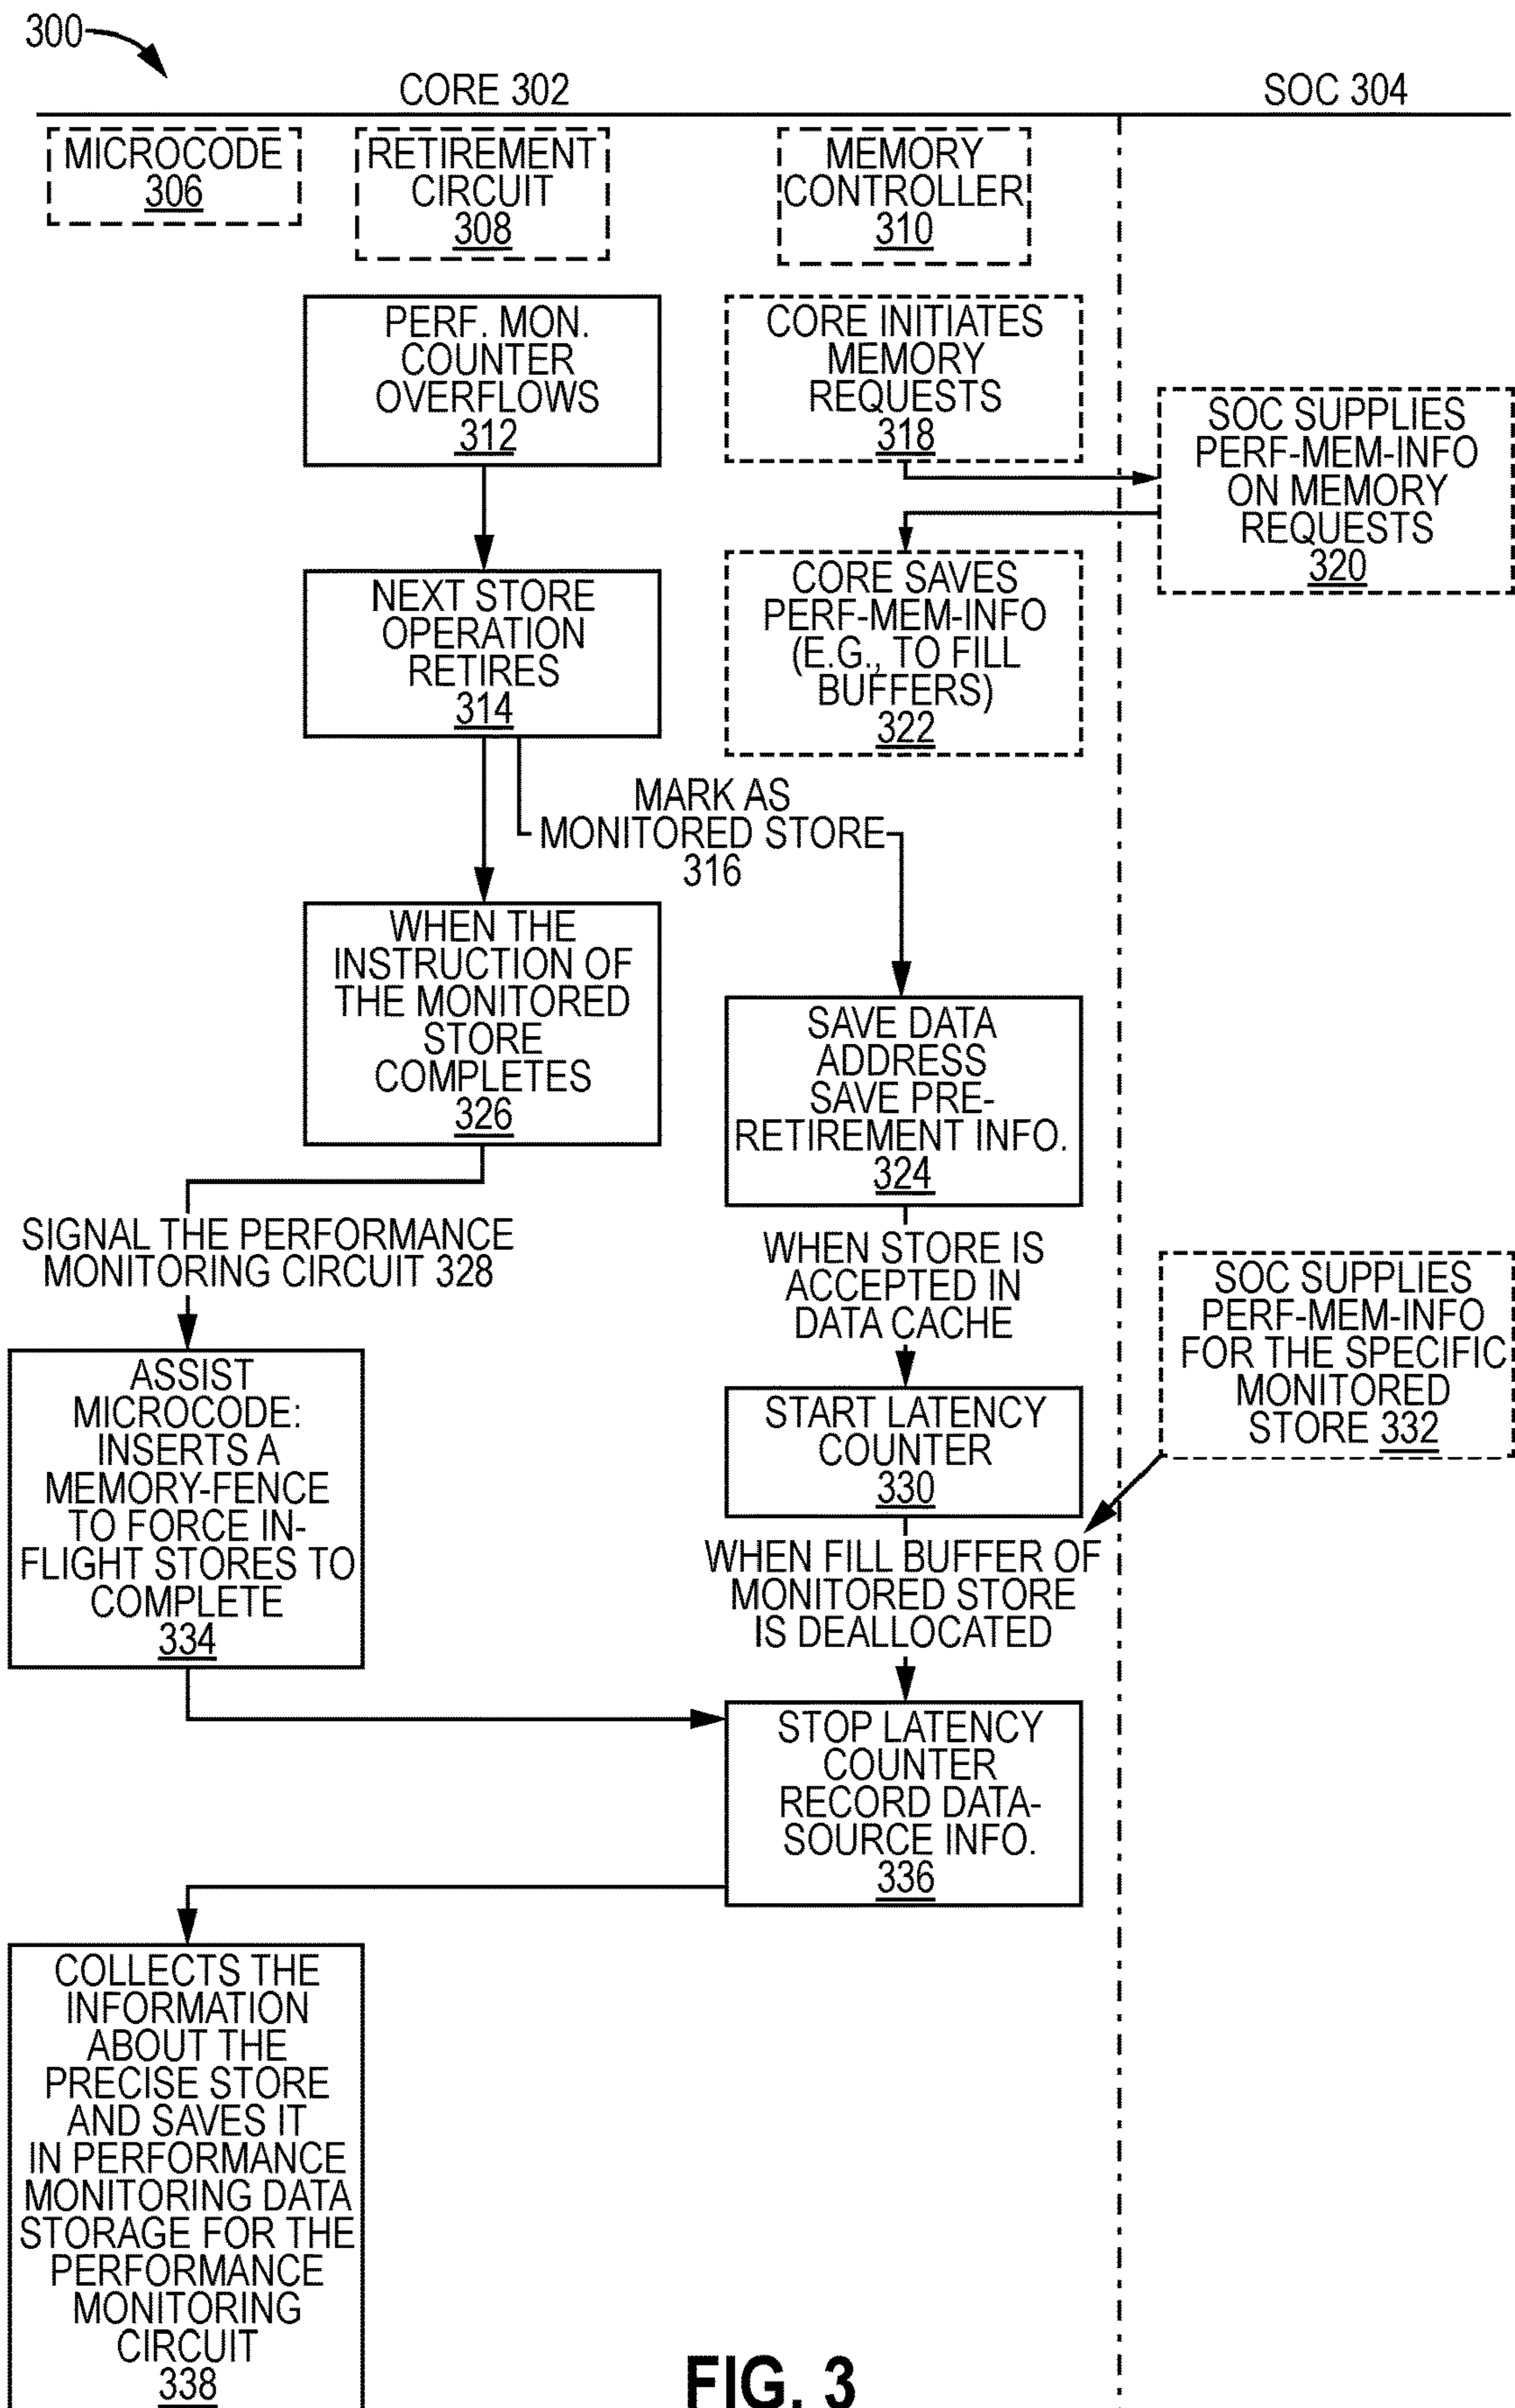 300
CORE 302
SOC 304
MICROCODE
306
RETIREMENT
CIRCUIT
308
MEMORY
CONTROLLER
310
PERF. MON.
COUNTER
OVERFLOWS
312
CORE INITIATES
MEMORY
REQUESTS
318
SOC SUPPLIES
PERF-MEM-INFO
ON MEMORY
REQUESTS
320
NEXT STORE
OPERATION
RETIRES
314
CORE SAVES
PERF-MEM-INFO
(E.G., TO FILL
BUFFERS)
322
MARK AS
MONITORED STORE
316
WHEN THE
INSTRUCTION OF
THE MONITORED
STORE
COMPLETES
326
SAVE DATA
ADDRESS
SAVE PRE-
RETIREMENT INFO.
324
SIGNAL THE PERFORMANCE
MONITORING CIRCUIT 328
WHEN STORE IS
ACCEPTED IN
DATA CACHE
SOC SUPPLIES
PERF-MEM-INFO
FOR THE SPECIFIC
MONITORED
STORE 332
ASSIST
MICROCODE:
INSERTS A
MEMORY-FENCE
TO FORCE IN-
FLIGHT STORES TO
COMPLETE
334
START LATENCY
COUNTER
330
WHEN FILL BUFFER OF
MONITORED STORE
IS DEALLOCATED
STOP LATENCY
COUNTER
RECORD DATA-
SOURCE INFO.
336
COLLECTS THE
INFORMATION
ABOUT THE
PRECISE STORE
AND SAVES IT
IN PERFORMANCE
MONITORING DATA
STORAGE FOR THE
PERFORMANCE
MONITORING
CIRCUIT
338
FIG. 3